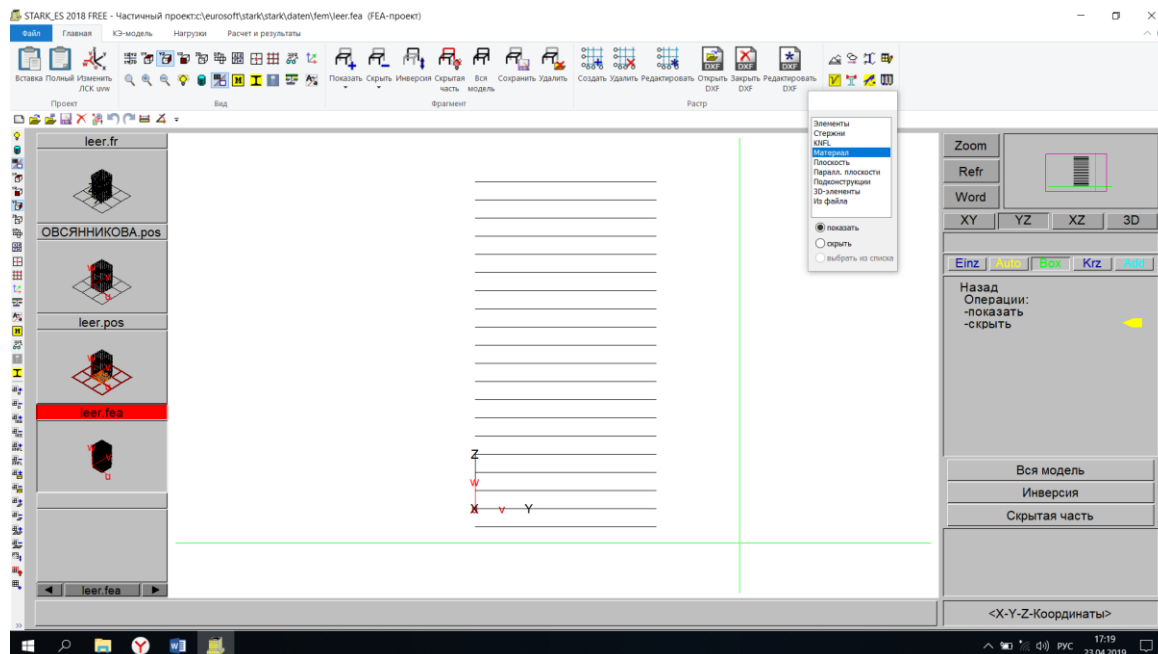 STARK_ES 2018 FREE - Частичный проект:c:\eurosoft\stark\stark\daten\fem\leer.fea (FEA-проект)
Файл Главная КЭ-модель Нагрузки Расчет и результаты
Вставка Полный Изменить ЛСК uvw
Показать Скрыть Инверсия Скрытая часть Вся модель Сохранить Удалить
Создать Удалить Редактировать Открыть DXF Закрыть DXF Редактировать DXF
Проект Вид Фрагмент Растр
Элементы
Стержни
KNFL
Материал
Плоскость
Паралл. плоскости
Подконструкции
3D-элементы
Из файла
показать
скрыть
выбрать из списка
leer.fr
ОВСЯННИКОВА.pos
leer.pos
leer.fea
leer.fea
Z
w
X v Y
Zoom
Refr
Word
XY YZ XZ 3D
Einz Auto Box Krz Add
Назад
Операции:
-показать
-скрыть
Вся модель
Инверсия
Скрытая часть
<X-Y-Z-Координаты>
РУС 17:19
23.04.2019